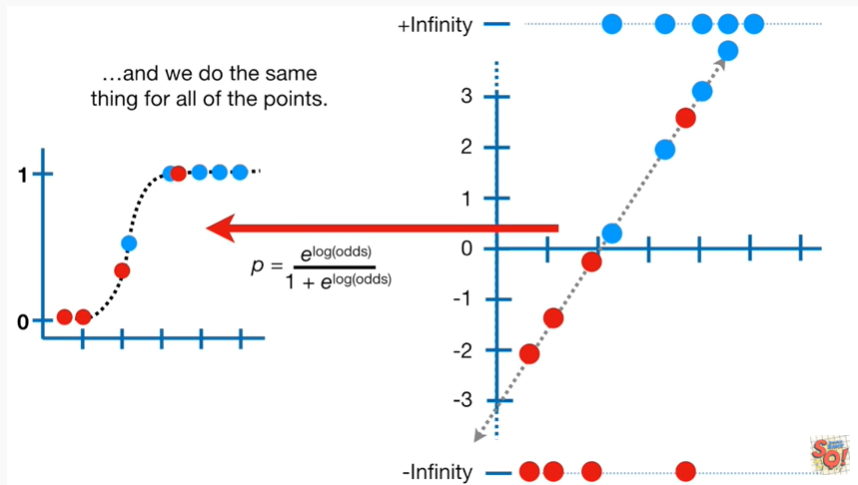 ...and we do the same
thing for all of the points.
1
0
p = e^log(odds) / 1 + e^log(odds)
+Infinity
3
2
1
0
-1
-2
-3
-Infinity
SQ!